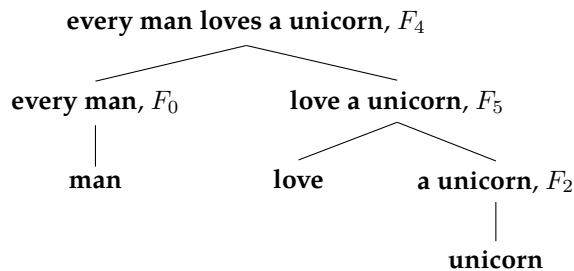 every man loves a unicorn, F₄
every man, F₀ love a unicorn, F₅
man love a unicorn, F₂
unicorn